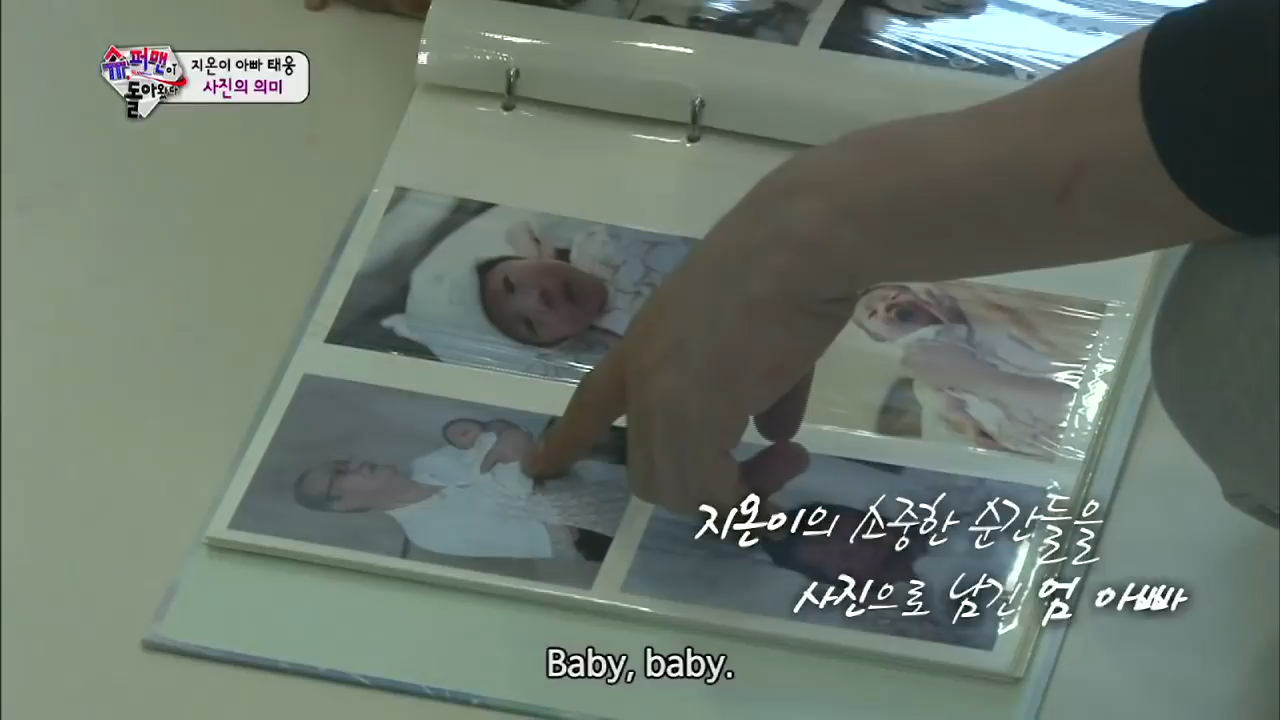 슈퍼맨이
돌아왔다
지온이 아빠 태웅
사진의 의미
지온이의 소중한 순간들을
사진으로 남긴 엄 아빠
Baby, baby.